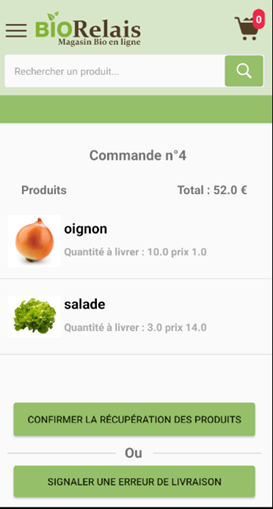 0
BIORelais
Magasin Bio en ligne
Rechercher un produit...
Commande n°4
Produits Total : 52.0 €
oignon
Quantité à livrer : 10.0 prix 1.0
salade
Quantité à livrer : 3.0 prix 14.0
CONFIRMER LA RÉCUPÉRATION DES PRODUITS
Ou
SIGNALER UNE ERREUR DE LIVRAISON